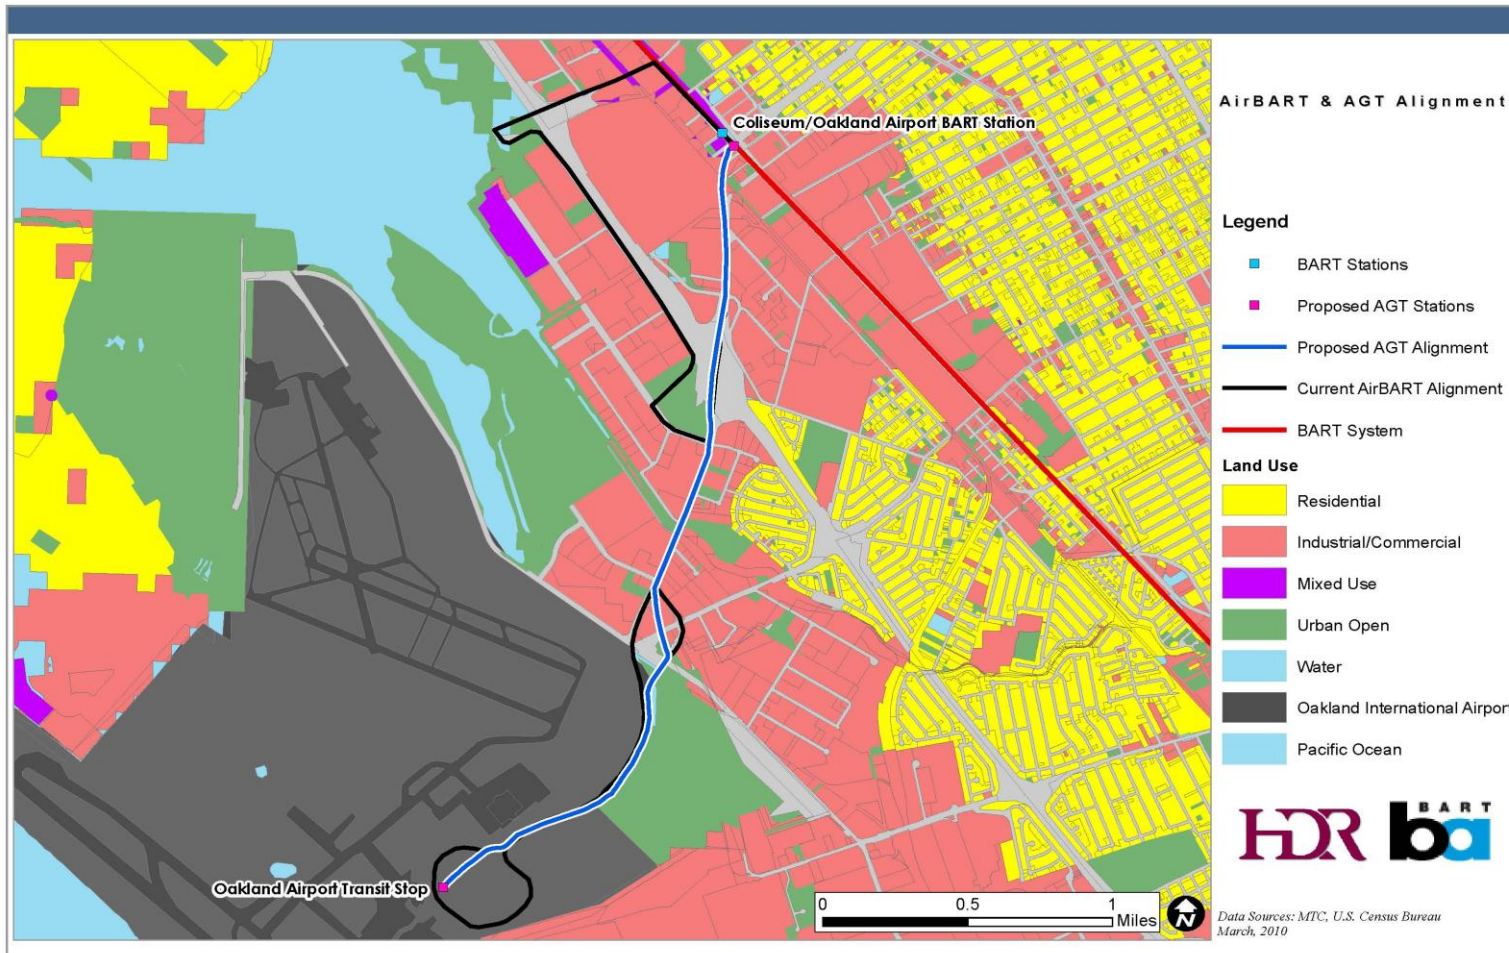 AirBART & AGT Alignment
Coliseum/Oakland Airport BART Station
Oakland Airport Transit Stop
Legend
BART Stations
Proposed AGT Stations
Proposed AGT Alignment
Current AirBART Alignment
BART System
Land Use
Residential
Industrial/Commercial
Mixed Use
Urban Open
Water
Oakland International Airport
Pacific Ocean
HDR
BART
ba
0 0.5 1
Miles
N
Data Sources: MTC, U.S. Census Bureau
March, 2010